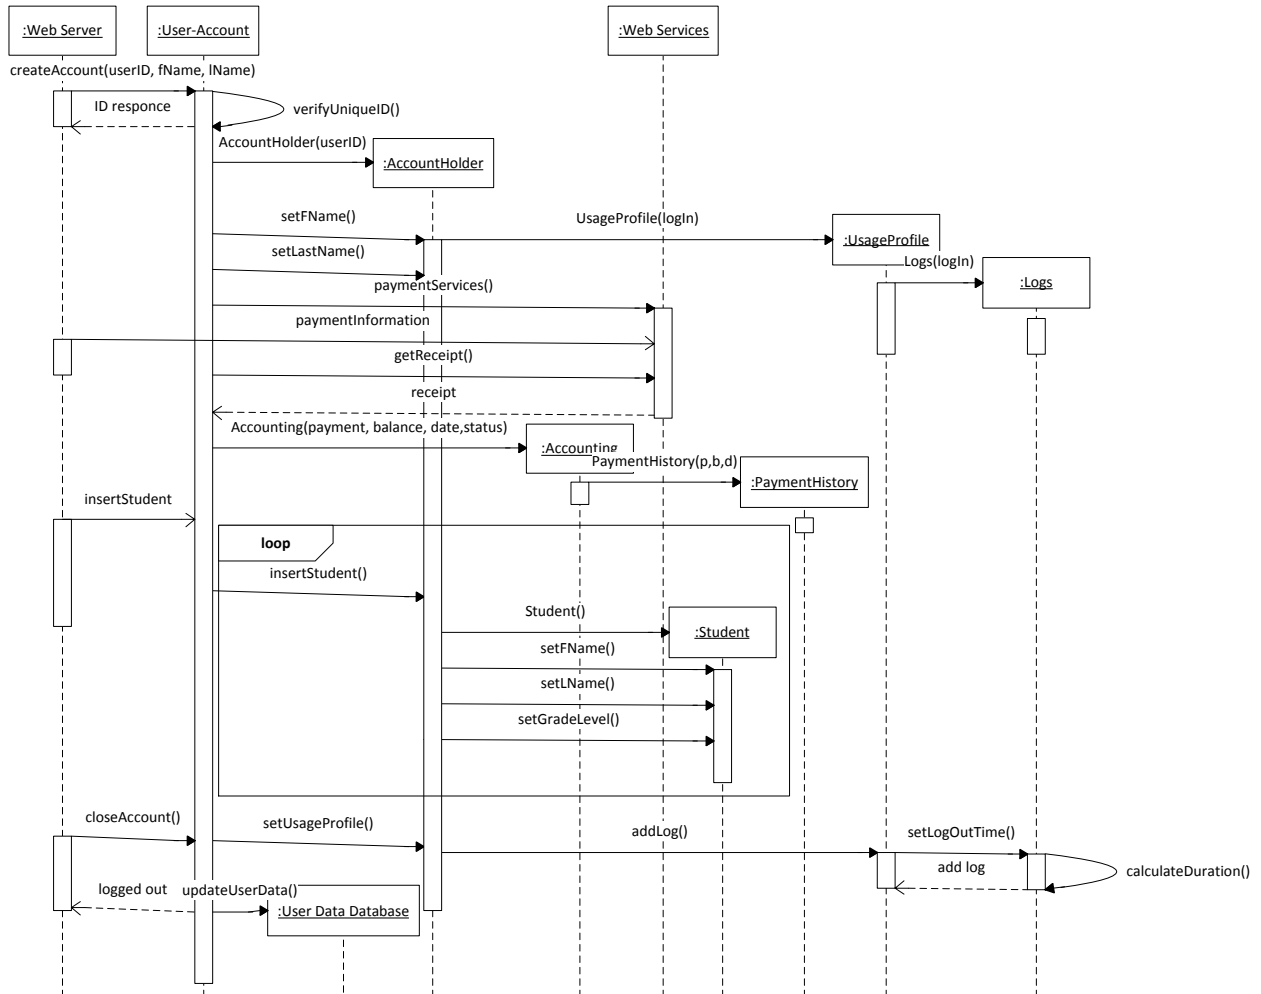 :Web Server
:User-Account
:Web Services
createAccount(userID, fName, lName)
ID responce
verifyUniqueID()
AccountHolder(userID)
:AccountHolder
setFName()
UsageProfile(logIn)
:UsageProfile
setLastName()
Logs(logIn)
:Logs
paymentServices()
paymentInformation
getReceipt()
receipt
Accounting(payment, balance, date,status)
:Accounting
PaymentHistory(p,b,d)
:PaymentHistory
insertStudent
loop
insertStudent()
Student()
:Student
setFName()
setLName()
setGradeLevel()
closeAccount()
setUsageProfile()
addLog()
setLogOutTime()
add log
calculateDuration()
logged out
updateUserData()
:User Data Database